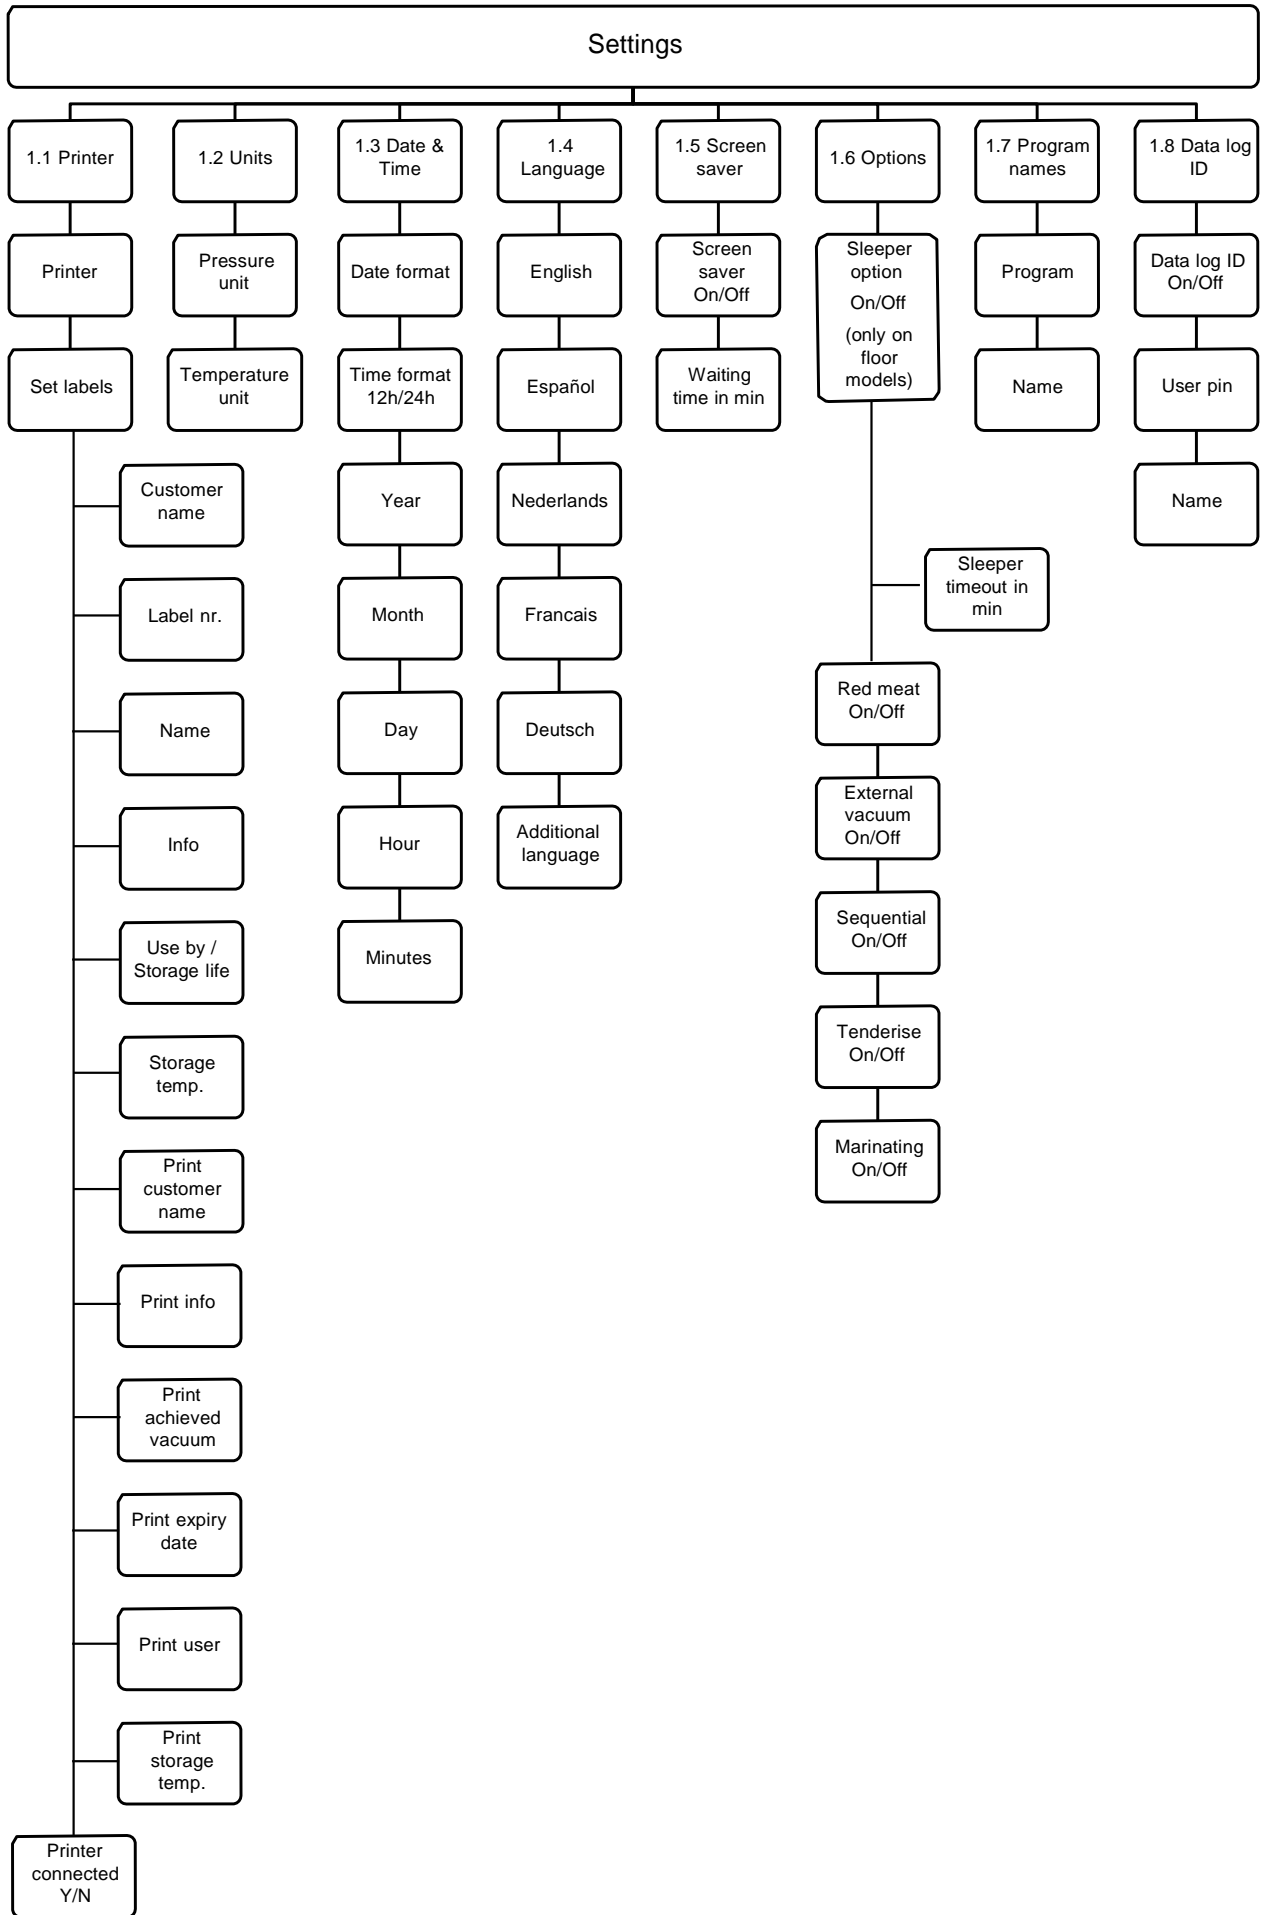 Settings
1.1 Printer
1.2 Units
1.3 Date &
Time
1.4
Language
1.5 Screen
saver
1.6 Options
1.7 Program
names
1.8 Data log
ID
Printer
Pressure
unit
Date format
English
Screen
saver
On/Off
Sleeper
option
On/Off
(only on
floor
models)
Program
Data log ID
On/Off
Set labels
Temperature
unit
Time format
12h/24h
Español
Waiting
time in min
Name
User pin
Customer
name
Year
Nederlands
Name
Label nr.
Month
Francais
Sleeper
timeout in
min
Name
Day
Deutsch
Red meat
On/Off
Info
Hour
Additional
language
External
vacuum
On/Off
Use by /
Storage life
Minutes
Sequential
On/Off
Storage
temp.
Tenderise
On/Off
Print
customer
name
Marinating
On/Off
Print info
Print
achieved
vacuum
Print expiry
date
Print user
Print
storage
temp.
Printer
connected
Y/N